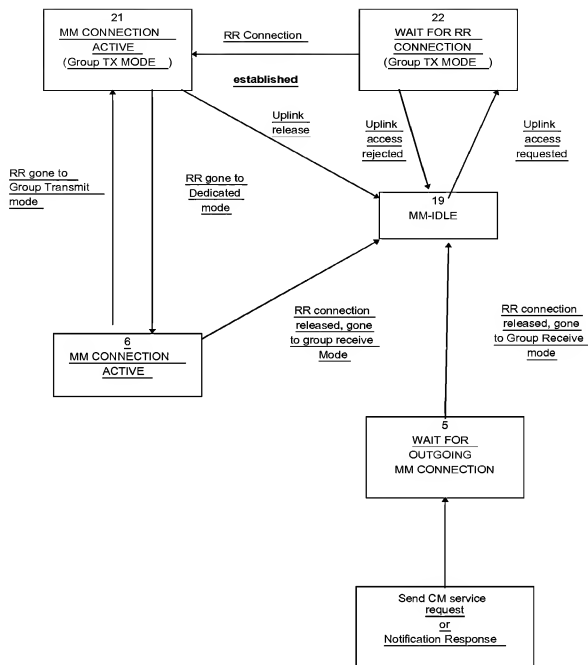 21
MM CONNECTION
ACTIVE
(Group TX MODE )
RR Connection
established
22
WAIT FOR RR
CONNECTION
(Group TX MODE )
Uplink
release
Uplink
access
rejected
Uplink
access
requested
RR gone to
Group Transmit
mode
RR gone to
Dedicated
mode
19
MM-IDLE
RR connection
released, gone
to group receive
Mode
RR connection
released, gone
to Group Receive
mode
6
MM CONNECTION
ACTIVE
5
WAIT FOR
OUTGOING
MM CONNECTION
Send CM service
request
or
Notification Response